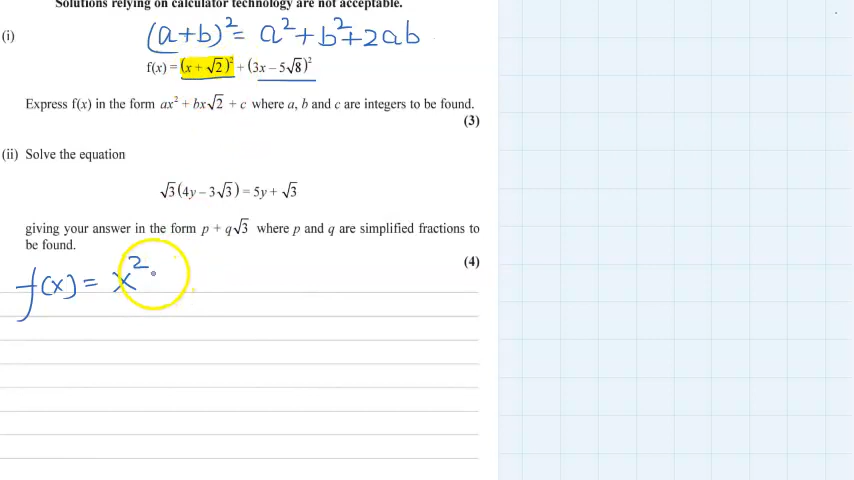 Solutions relying on calculator technology are not acceptable.
(i) (a+b)² = a² + b² + 2ab
f(x) = (x + √2)² + (3x – 5√8)²
Express f(x) in the form ax² + bx√2 + c where a, b and c are integers to be found.
(3)
(ii) Solve the equation
√3(4y – 3√3) = 5y + √3
giving your answer in the form p + q√3 where p and q are simplified fractions to
be found.
(4)
f(x) = x²